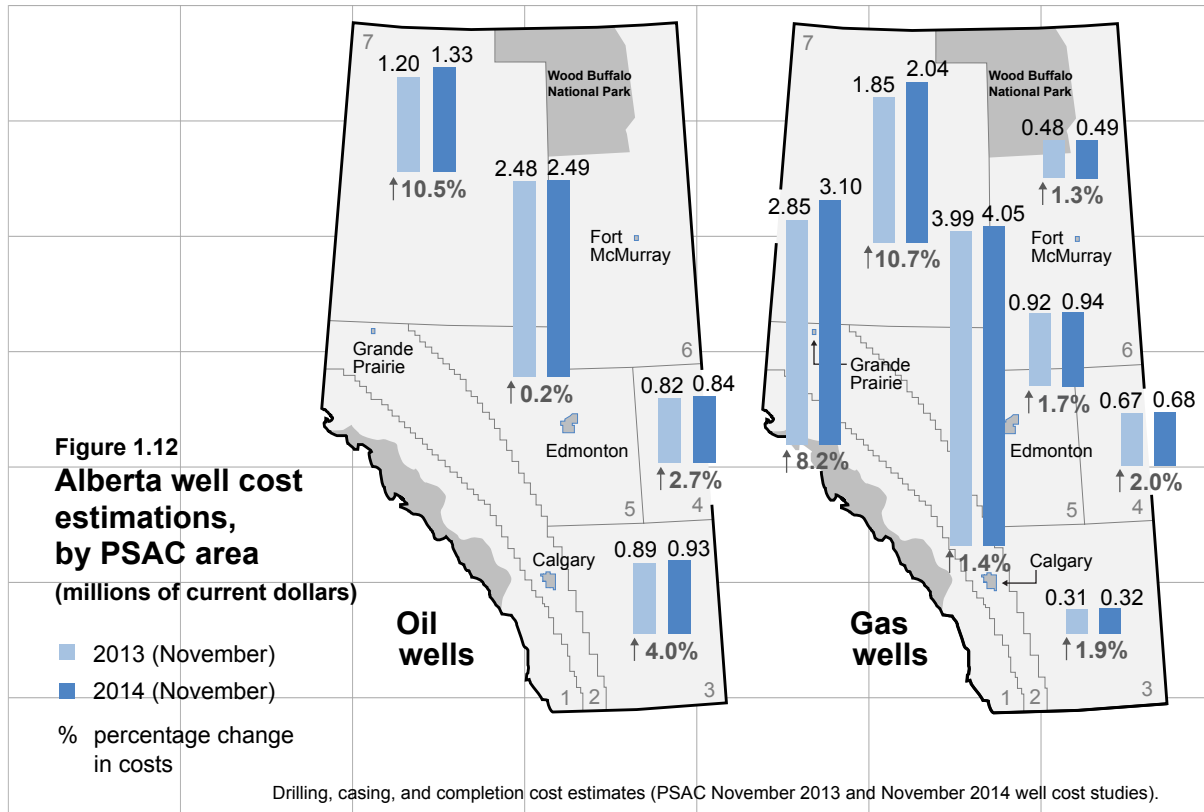 Figure 1.12
Alberta well cost
estimations,
by PSAC area
(millions of current dollars)
2013 (November)
2014 (November)
% percentage change
in costs
Oil
wells
7
Wood Buffalo
National Park
1.20 1.33
↑10.5%
2.48 2.49
↑0.2%
Fort
McMurray
Grande
Prairie
6
0.82 0.84
↑2.7%
Edmonton
5
4
Calgary
0.89 0.93
↑4.0%
1 2 3
Gas
wells
7
Wood Buffalo
National Park
1.85 2.04
↑10.7%
0.48 0.49
↑1.3%
2.85 3.10
↑8.2%
3.99 4.05
↑1.4%
Fort
McMurray
0.92 0.94
↑1.7%
Grande
Prairie
6
0.67 0.68
↑2.0%
Edmonton
5
4
Calgary
0.31 0.32
↑1.9%
1 2 3
Drilling, casing, and completion cost estimates (PSAC November 2013 and November 2014 well cost studies).